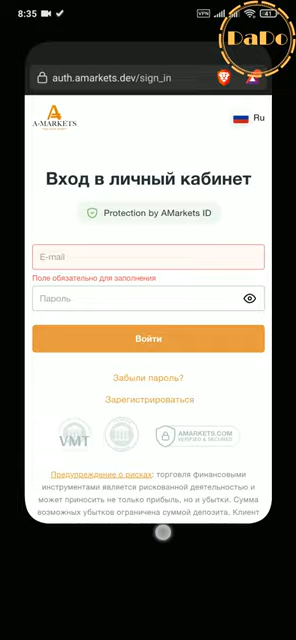 8:35
VPN
41
DaDo
auth.amarkets.dev/sign_in
A-MARKETS
Ru
Вход в личный кабинет
Protection by AMarkets ID
E-mail
Поле обязательно для заполнения
Пароль
Войти
Забыли пароль?
Зарегистрироваться
VMT
AMARKETS.COM
VERIFIED & SECURED
Предупреждение о рисках: торговля финансовыми
инструментами является рискованной деятельностью и
может приносить не только прибыль, но и убытки. Сумма
возможных убытков ограничена суммой депозита. Клиент